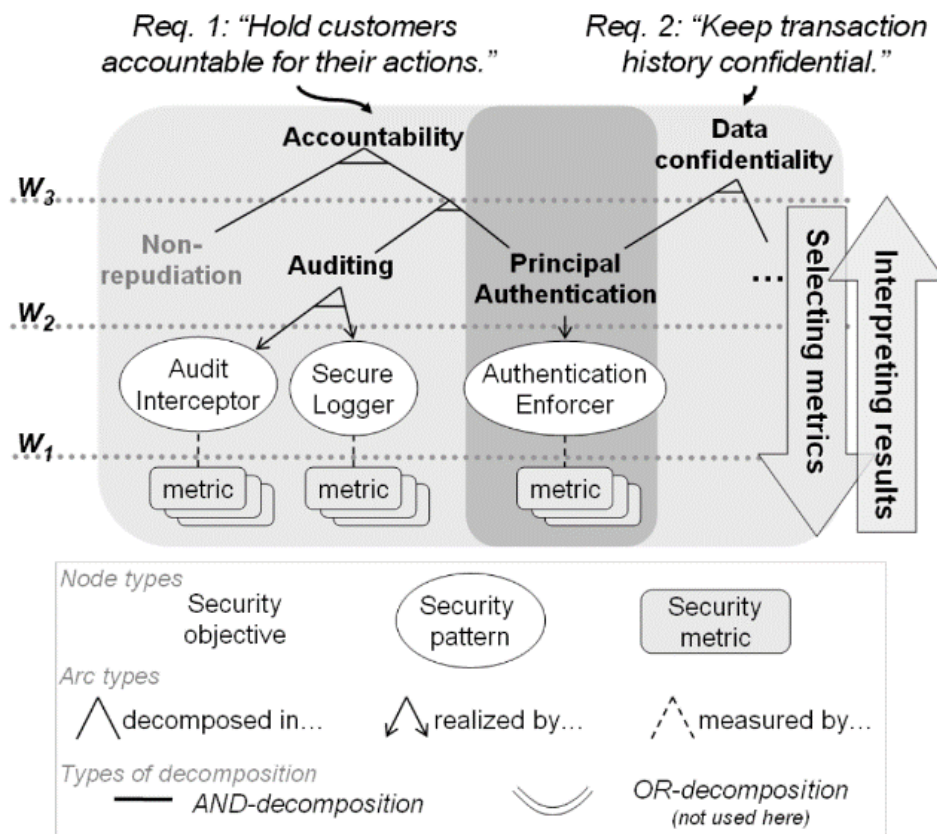 Req. 1: “Hold customers
accountable for their actions.”
Req. 2: “Keep transaction
history confidential.”
Accountability
Data
confidentiality
W3
Non-
repudiation
Auditing
Principal
Authentication
...
W2
Audit
Interceptor
Secure
Logger
Authentication
Enforcer
W1
metric
metric
metric
Selecting metrics
Interpreting results
Node types
Security
objective
Security
pattern
Security
metric
Arc types
decomposed in…
realized by…
measured by…
Types of decomposition
AND-decomposition
OR-decomposition
(not used here)